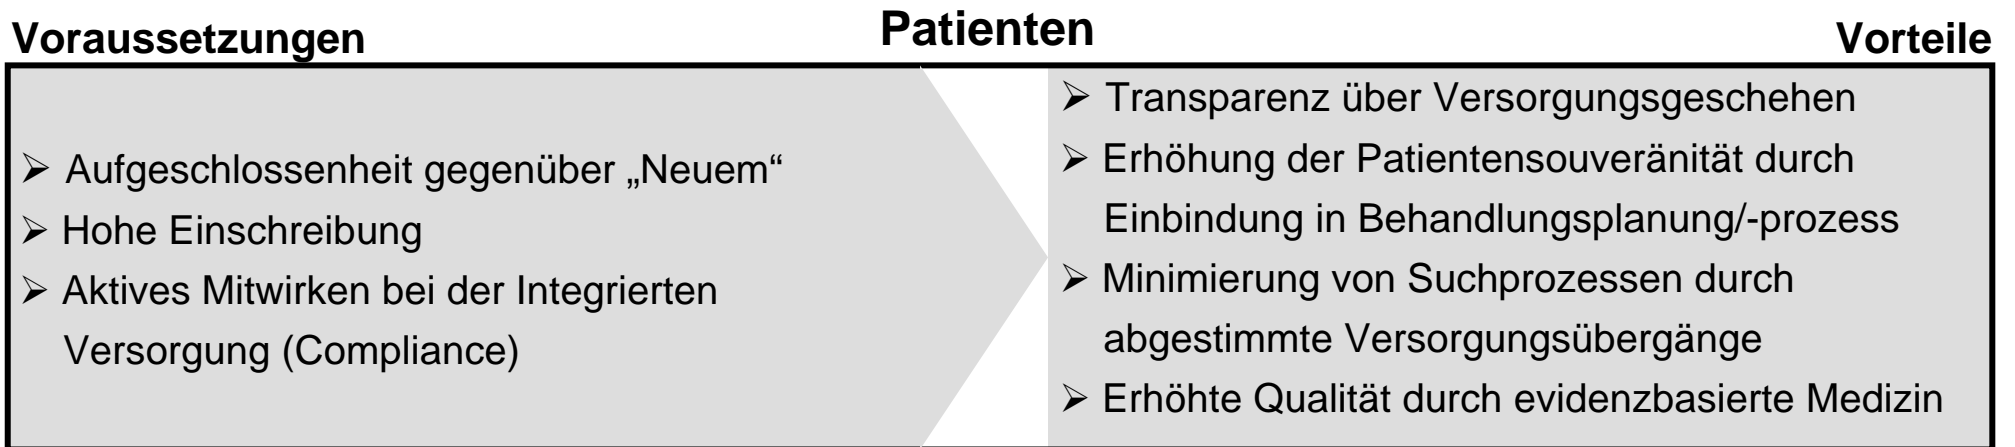 Voraussetzungen
Patienten
Vorteile
➢ Aufgeschlossenheit gegenüber „Neuem“
➢ Hohe Einschreibung
➢ Aktives Mitwirken bei der Integrierten
Versorgung (Compliance)
➢ Transparenz über Versorgungsgeschehen
➢ Erhöhung der Patientensouveränität durch
Einbindung in Behandlungsplanung/-prozess
➢ Minimierung von Suchprozessen durch
abgestimmte Versorgungsübergänge
➢ Erhöhte Qualität durch evidenzbasierte Medizin